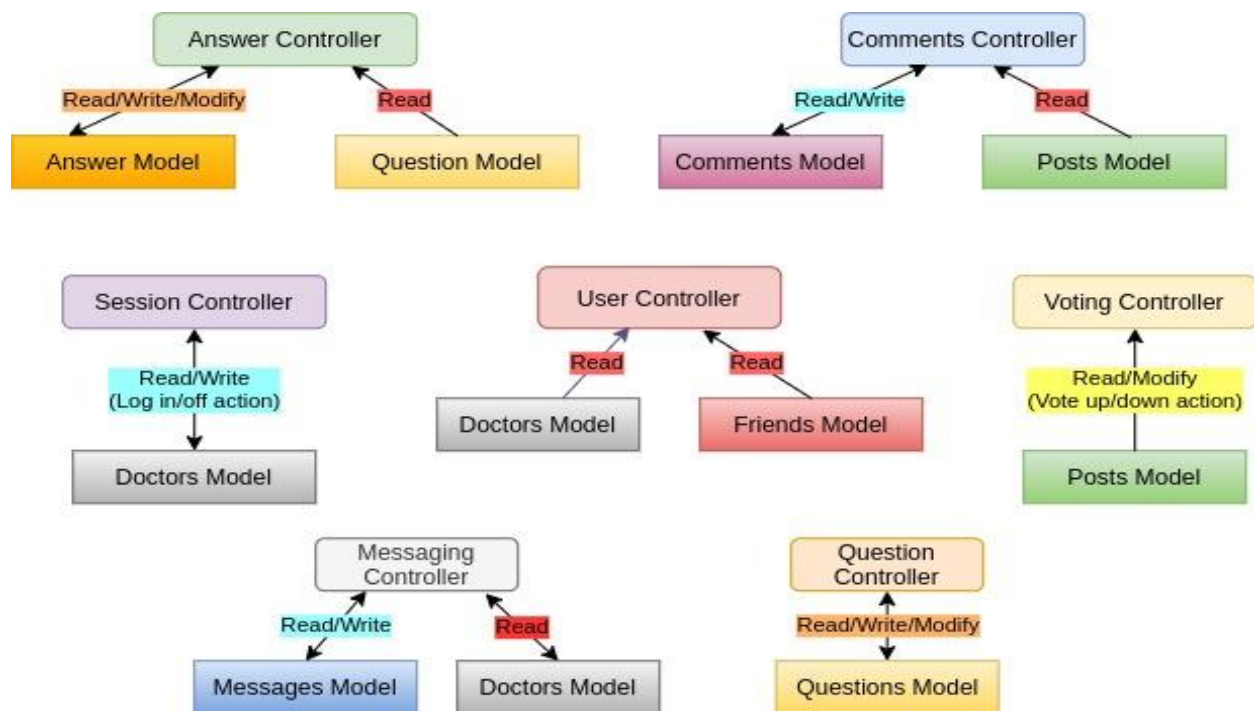 Answer Controller
Comments Controller
Read/Write/Modify
Read
Read/Write
Read
Answer Model
Question Model
Comments Model
Posts Model
Session Controller
User Controller
Voting Controller
Read/Write
(Log in/off action)
Read
Read
Read/Modify
(Vote up/down action)
Doctors Model
Friends Model
Doctors Model
Posts Model
Messaging
Controller
Question
Controller
Read/Write
Read
Read/Write/Modify
Messages Model
Doctors Model
Questions Model